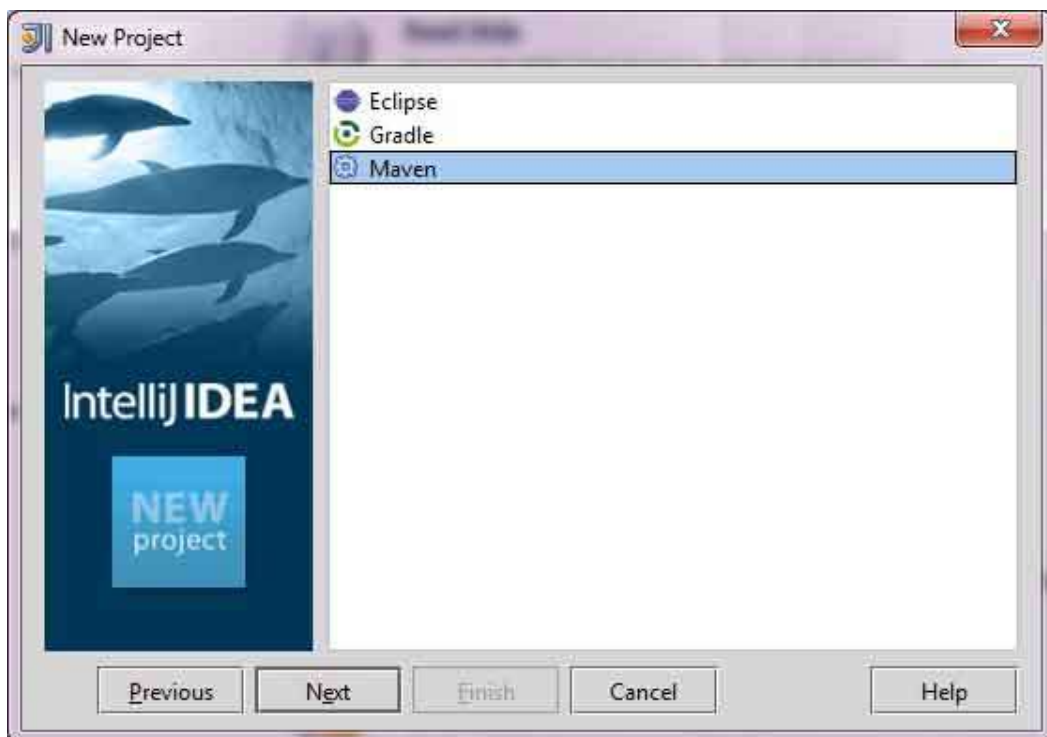 New Project
Eclipse
Gradle
Maven
IntelliJ IDEA
NEW
project
Previous
Next
Finish
Cancel
Help